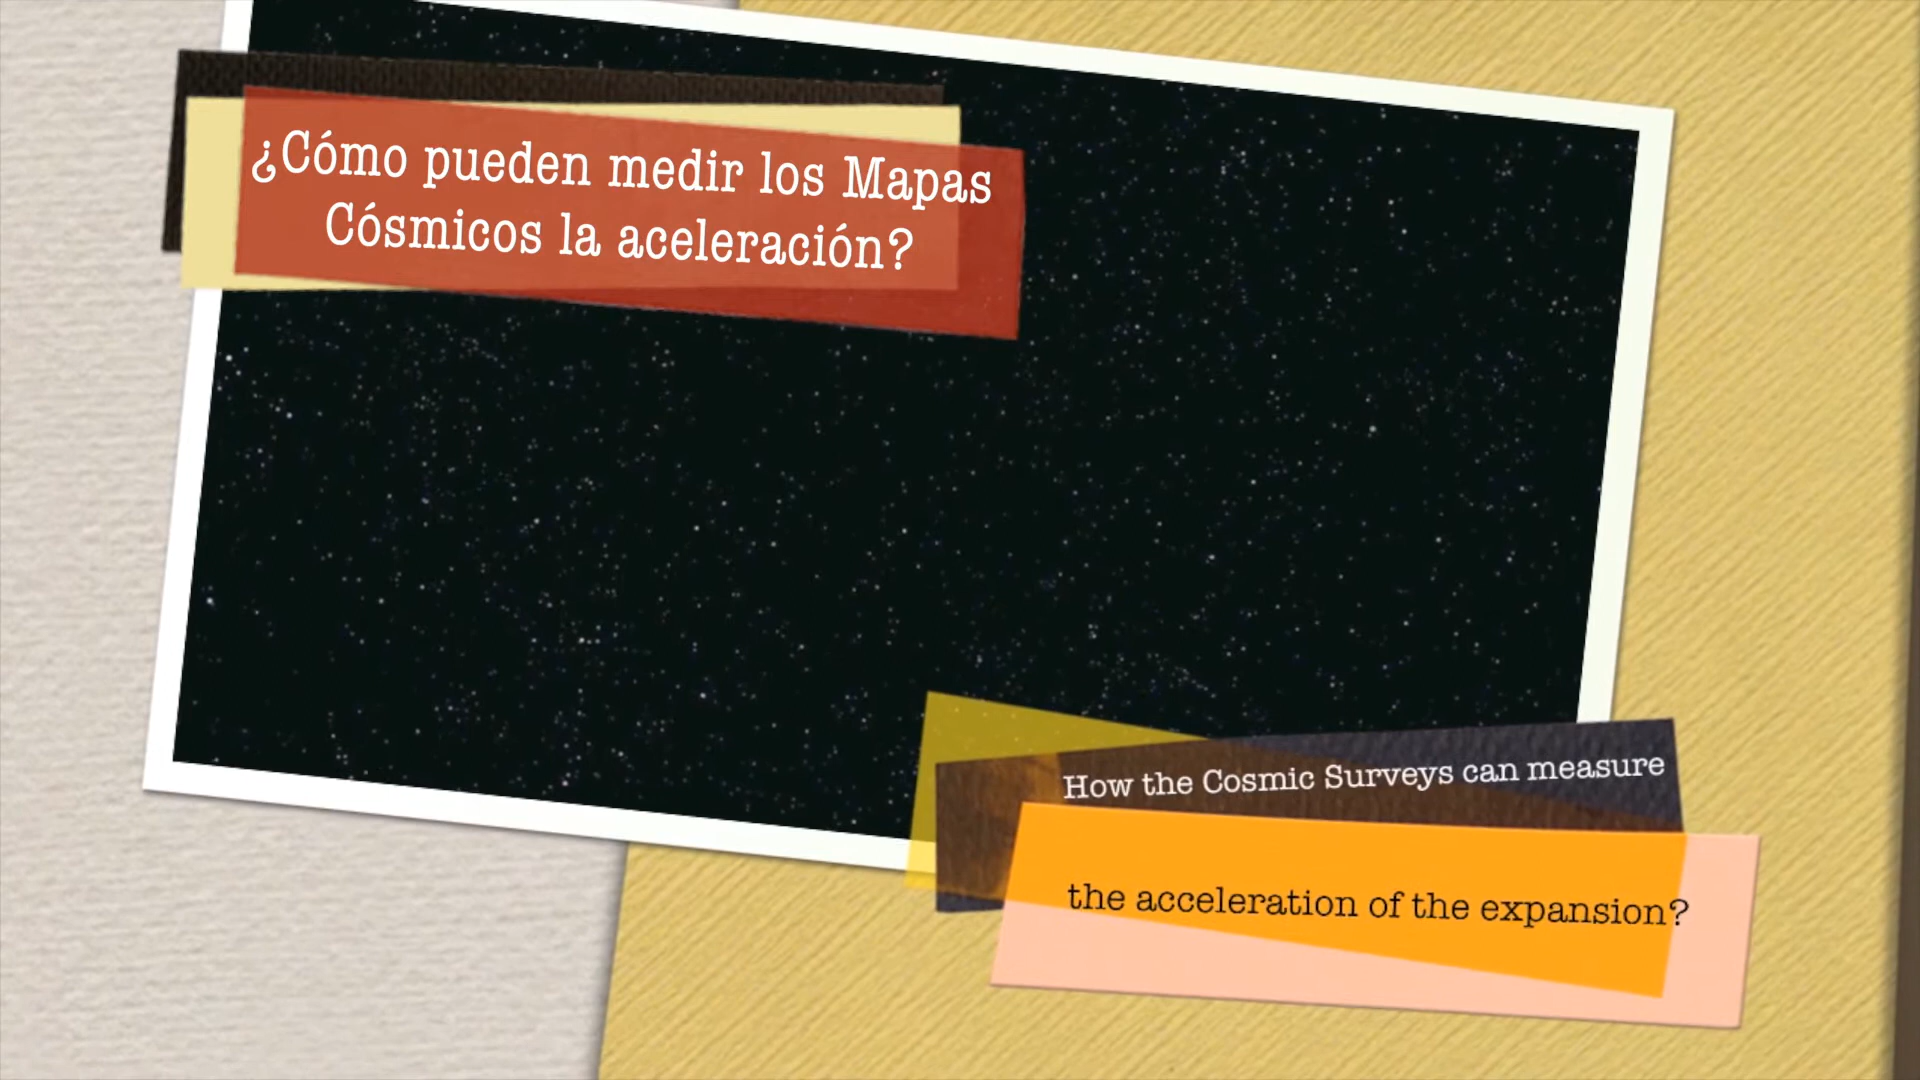 ¿Cómo pueden medir los Mapas
Cósmicos la aceleración?
How the Cosmic Surveys can measure
the acceleration of the expansion?